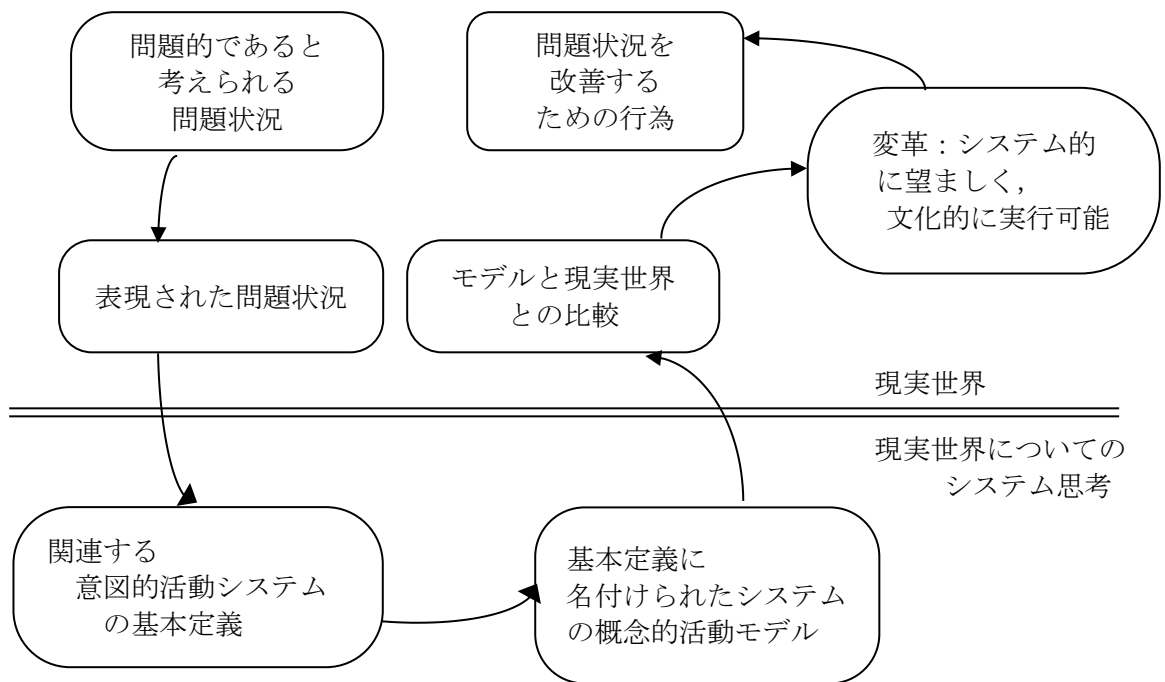 問題的であると
考えられる
問題状況
表現された問題状況
関連する
意図的活動システム
の基本定義
基本定義に
名付けられたシステム
の概念的活動モデル
モデルと現実世界
との比較
変革：システム的
に望ましく，
文化的に実行可能
問題状況を
改善する
ための行為
現実世界
現実世界についての
システム思考